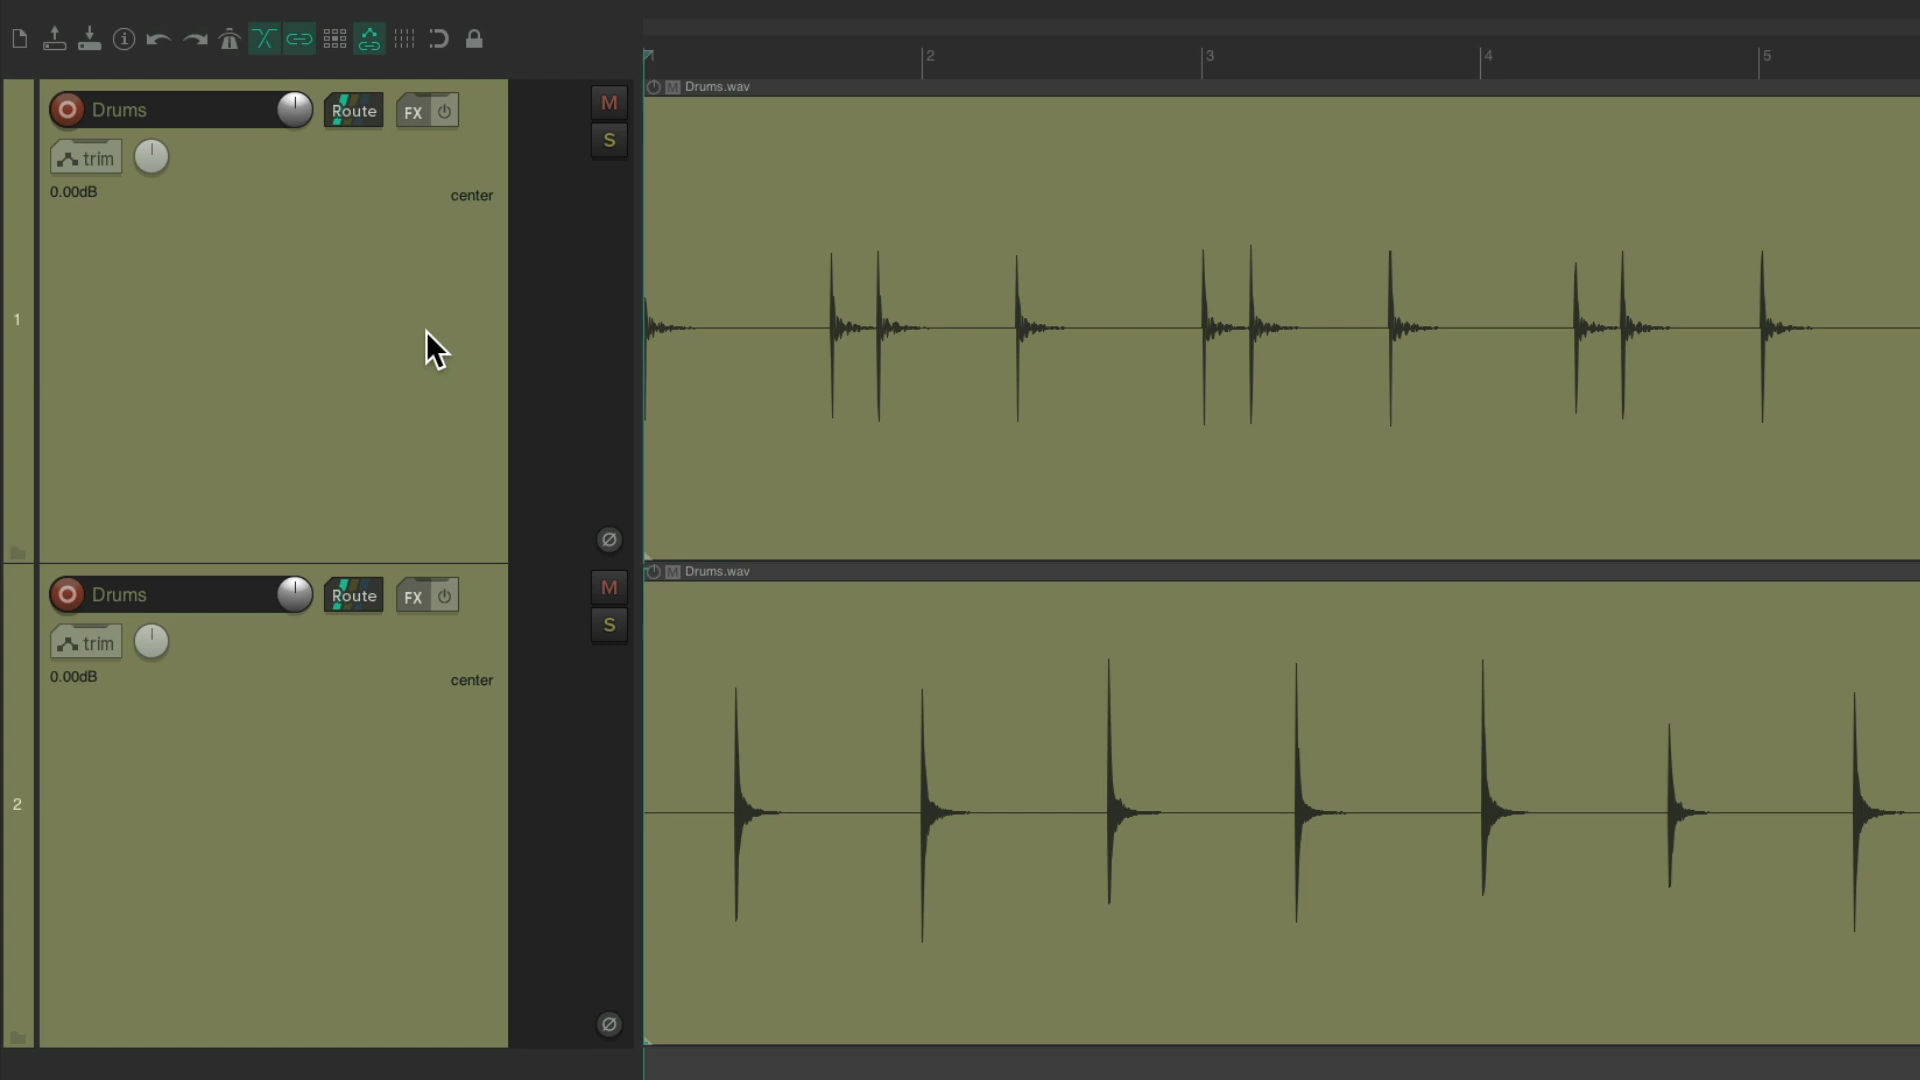 1
2
3
4
5
Drums
Route
FX
M
S
trim
0.00dB
center
1
M Drums.wav
Drums
Route
FX
M
S
trim
0.00dB
center
2
M Drums.wav